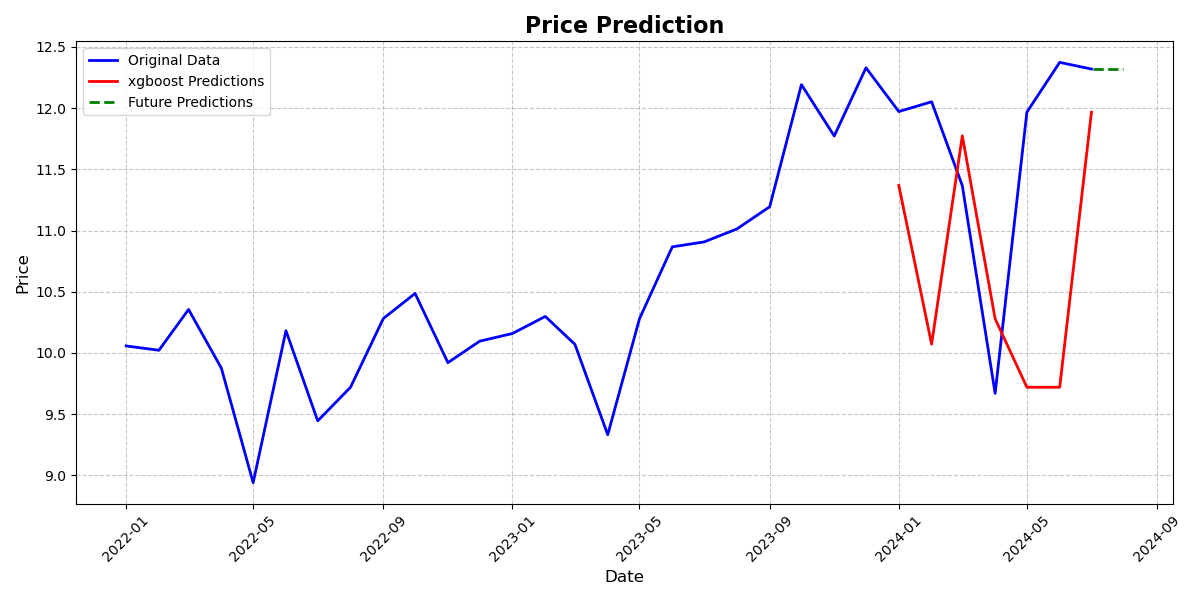 Price Prediction
Original Data
xgboost Predictions
Future Predictions
12.5
12.0
11.5
11.0
10.5
10.0
9.5
9.0
Price
2022-01
2022-05
2022-09
2023-01
2023-05
2023-09
2024-01
2024-05
2024-09
Date